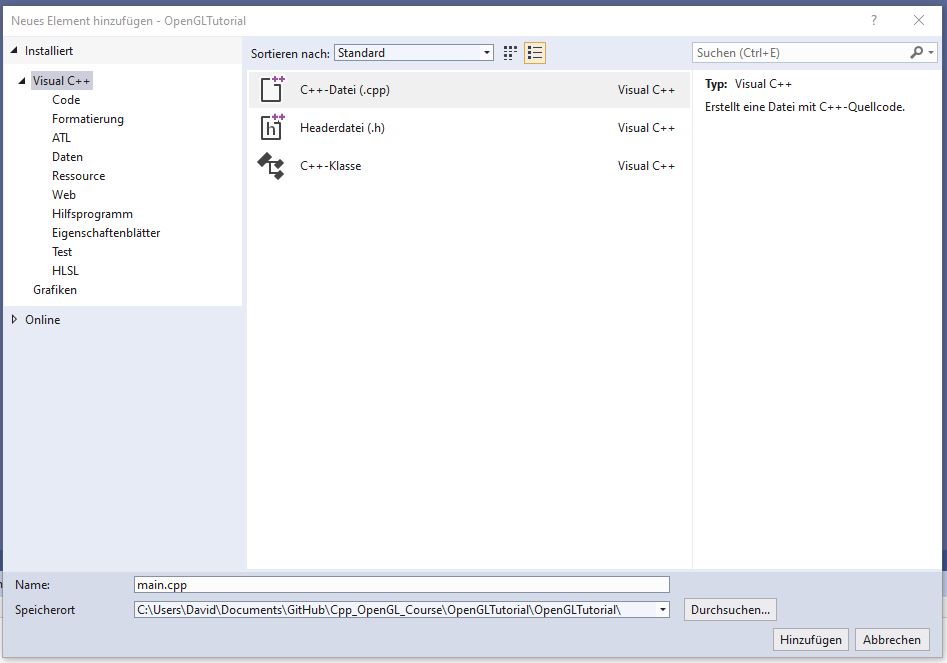 Neues Element hinzufügen - OpenGLTutorial
?
Installiert
Visual C++
Code
Formatierung
ATL
Daten
Ressource
Web
Hilfsprogramm
Eigenschaftenblätter
Test
HLSL
Grafiken
Online
Sortieren nach: Standard
C++-Datei (.cpp) Visual C++
Headerdatei (.h) Visual C++
C++-Klasse Visual C++
Suchen (Ctrl+E)
Typ: Visual C++
Erstellt eine Datei mit C++-Quellcode.
Name: main.cpp
Speicherort C:\Users\David\Documents\GitHub\Cpp_OpenGL_Course\OpenGLTutorial\OpenGLTutorial\ Durchsuchen...
Hinzufügen Abbrechen